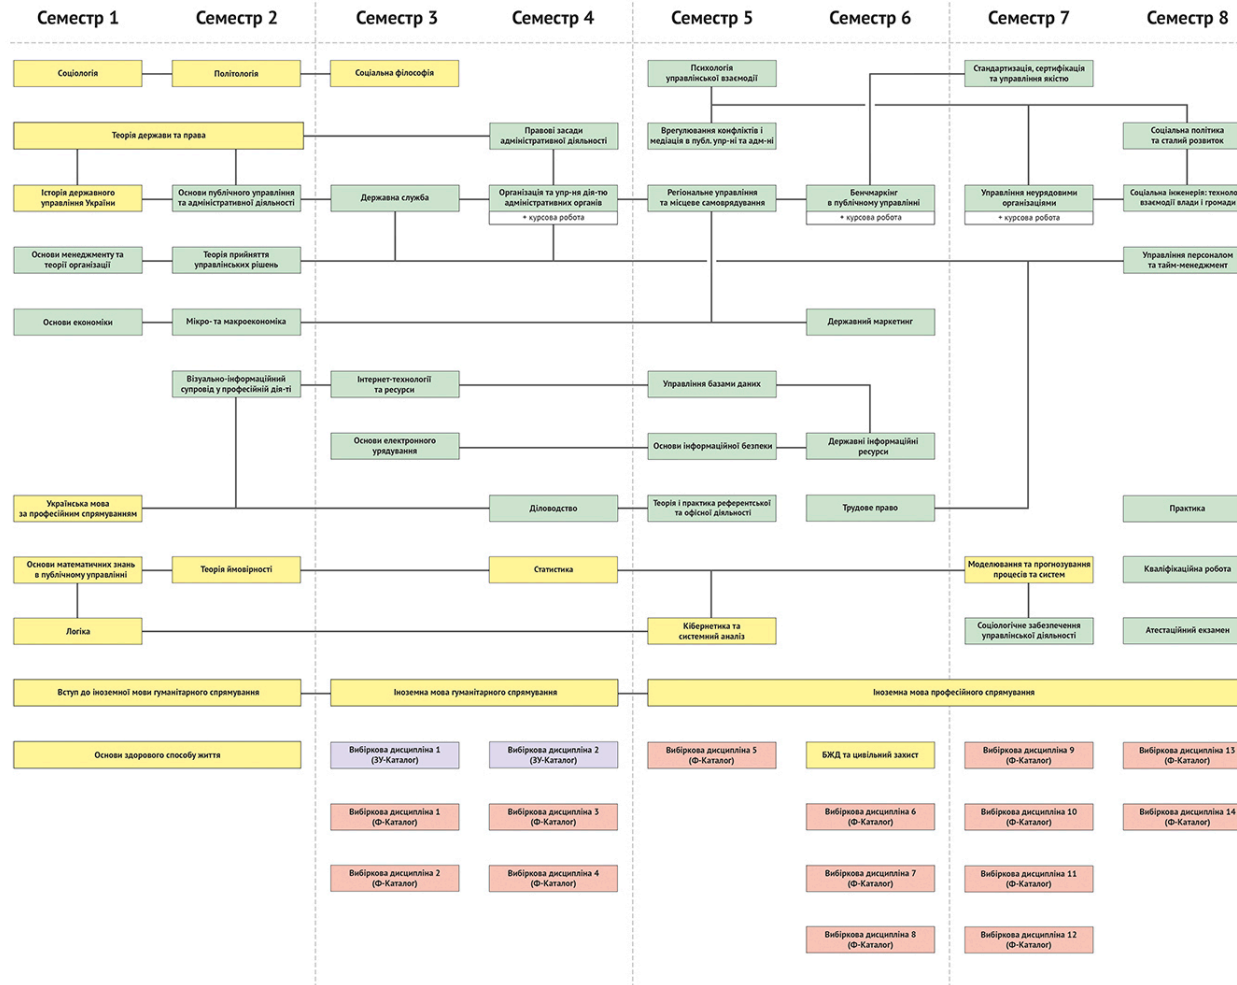 Семестр 1
Семестр 2
Семестр 3
Семестр 4
Семестр 5
Семестр 6
Семестр 7
Семестр 8
Соціологія
Політологія
Соціальна філософія
Психологія
управлінської взаємодії
Стандартизація, сертифікація
та управління якістю
Теорія держави та права
Правові засади
адміністративної діяльності
Врегулювання конфліктів і
медіація в публ. упр-ні та адм-ні
Соціальна політика
та сталий розвиток
Історія державного
управління України
Основи публічного управління
та адміністративної діяльності
Державна служба
Організація та упр-ня дія-тю
адміністративних органів
+ курсова робота
Регіональне управління
та місцеве самоврядування
Бенчмаркінг
в публічному управлінні
+ курсова робота
Управління неурядовими
організаціями
+ курсова робота
Соціальна інженерія: техноло
взаємодії влади і громади
Основи менеджменту та
теорії організації
Теорія прийняття
управлінських рішень
Управління персоналом
та тайм-менеджмент
Основи економіки
Мікро- та макроекономіка
Державний маркетинг
Візуально-інформаційний
супровід у професійній дія-ті
Інтернет-технології
та ресурси
Управління базами даних
Основи електронного
урядування
Основи інформаційної безпеки
Державні інформаційні
ресурси
Українська мова
за професійним спрямуванням
Діловодство
Теорія і практика референтської
та офісної діяльності
Трудове право
Практика
Основи математичних знань
в публічному управлінні
Теорія ймовірності
Статистика
Моделювання та прогнозування
процесів та систем
Кваліфікаційна робота
Логіка
Кібернетика та
системний аналіз
Соціологічне забезпечення
управлінської діяльності
Атестаційний екзамен
Вступ до іноземної мови гуманітарного спрямування
Іноземна мова гуманітарного спрямування
Іноземна мова професійного спрямування
Основи здорового способу життя
Вибіркова дисципліна 1
(ЗУ-Каталог)
Вибіркова дисципліна 2
(ЗУ-Каталог)
Вибіркова дисципліна 5
(Ф-Каталог)
БЖД та цивільний захист
Вибіркова дисципліна 9
(Ф-Каталог)
Вибіркова дисципліна 13
(Ф-Каталог)
Вибіркова дисципліна 1
(Ф-Каталог)
Вибіркова дисципліна 3
(Ф-Каталог)
Вибіркова дисципліна 6
(Ф-Каталог)
Вибіркова дисципліна 10
(Ф-Каталог)
Вибіркова дисципліна 14
(Ф-Каталог)
Вибіркова дисципліна 2
(Ф-Каталог)
Вибіркова дисципліна 4
(Ф-Каталог)
Вибіркова дисципліна 7
(Ф-Каталог)
Вибіркова дисципліна 11
(Ф-Каталог)
Вибіркова дисципліна 8
(Ф-Каталог)
Вибіркова дисципліна 12
(Ф-Каталог)